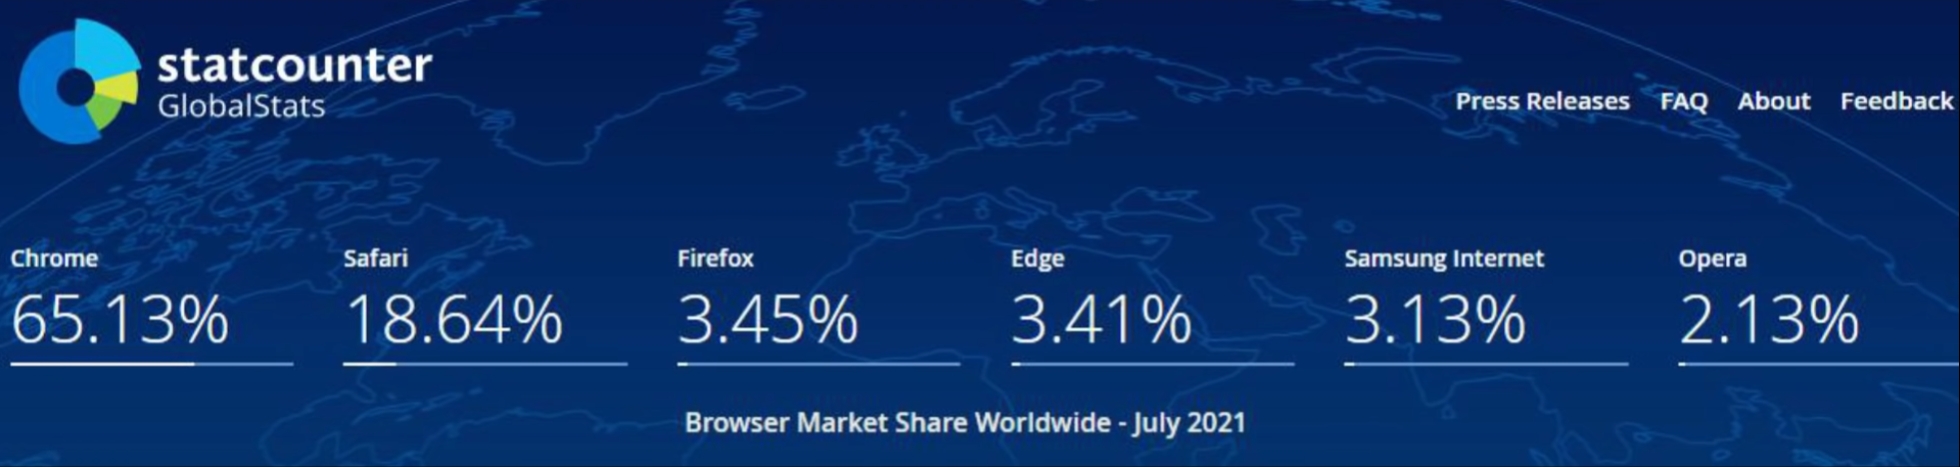 statcounter
GlobalStats
Press Releases FAQ About Feedback
Chrome Safari Firefox Edge Samsung Internet Opera
65.13% 18.64% 3.45% 3.41% 3.13% 2.13%
Browser Market Share Worldwide - July 2021